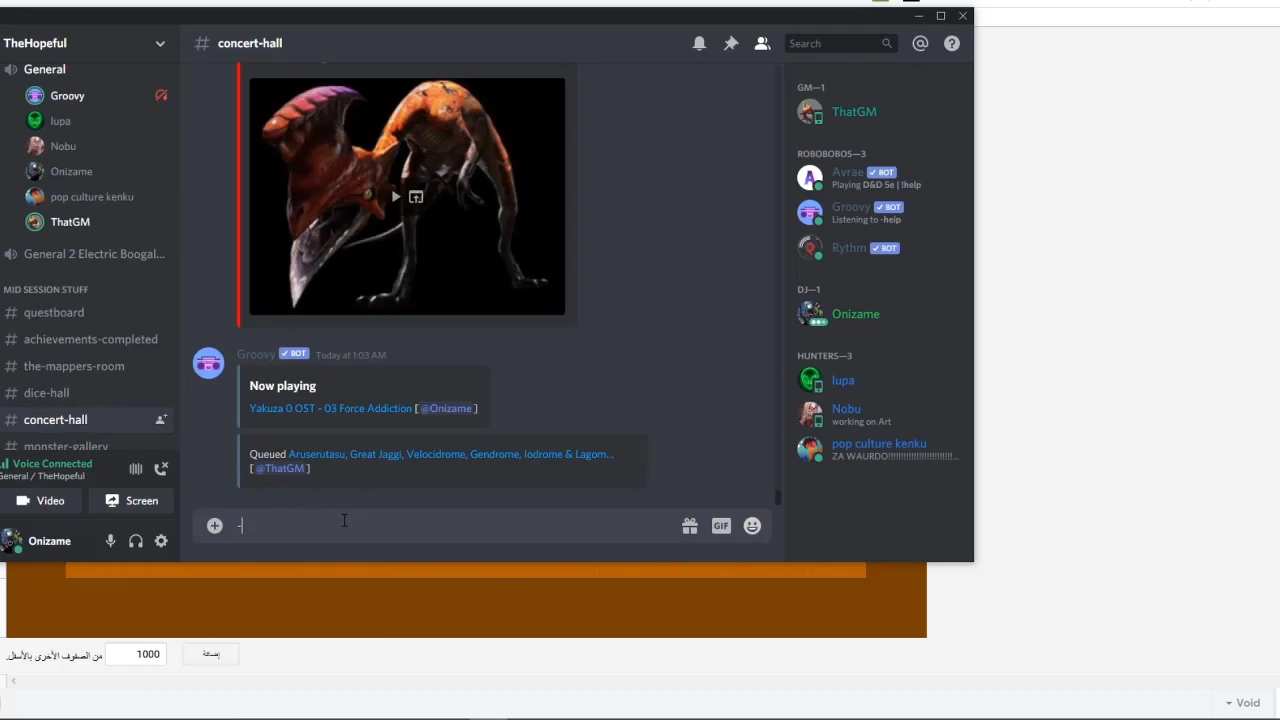 TheHopeful
# concert-hall
Search
General
Groovy
lupa
Nobu
Onizame
pop culture kenku
ThatGM
General 2 Electric Boogal...
MID SESSION STUFF
# questboard
# achievements-completed
# the-mappers-room
# dice-hall
# concert-hall
# monster-gallery
Voice Connected
General / TheHopeful
Video
Screen
Onizame
Groovy BOT Today at 1:03 AM
Now playing
Yakuza 0 OST - 03 Force Addiction [ @Onizame ]
Queued Aruserutasu, Great Jaggi, Velocidrome, Gendrome, Iodrome & Lagom...
[ @ThatGM ]
-
GIF
GM—1
ThatGM
ROBOBOBOS—3
Avrae BOT
Playing D&D 5e | !help
Groovy BOT
Listening to -help
Rythm BOT
DJ—1
Onizame
HUNTERS—3
lupa
Nobu
working on Art
pop culture kenku
ZA WAURDO!!!!!!!!!!!!!!!!!!!!!!!!...
إضافة
1000
من الصفوف الأخرى بالأسفل.
Void